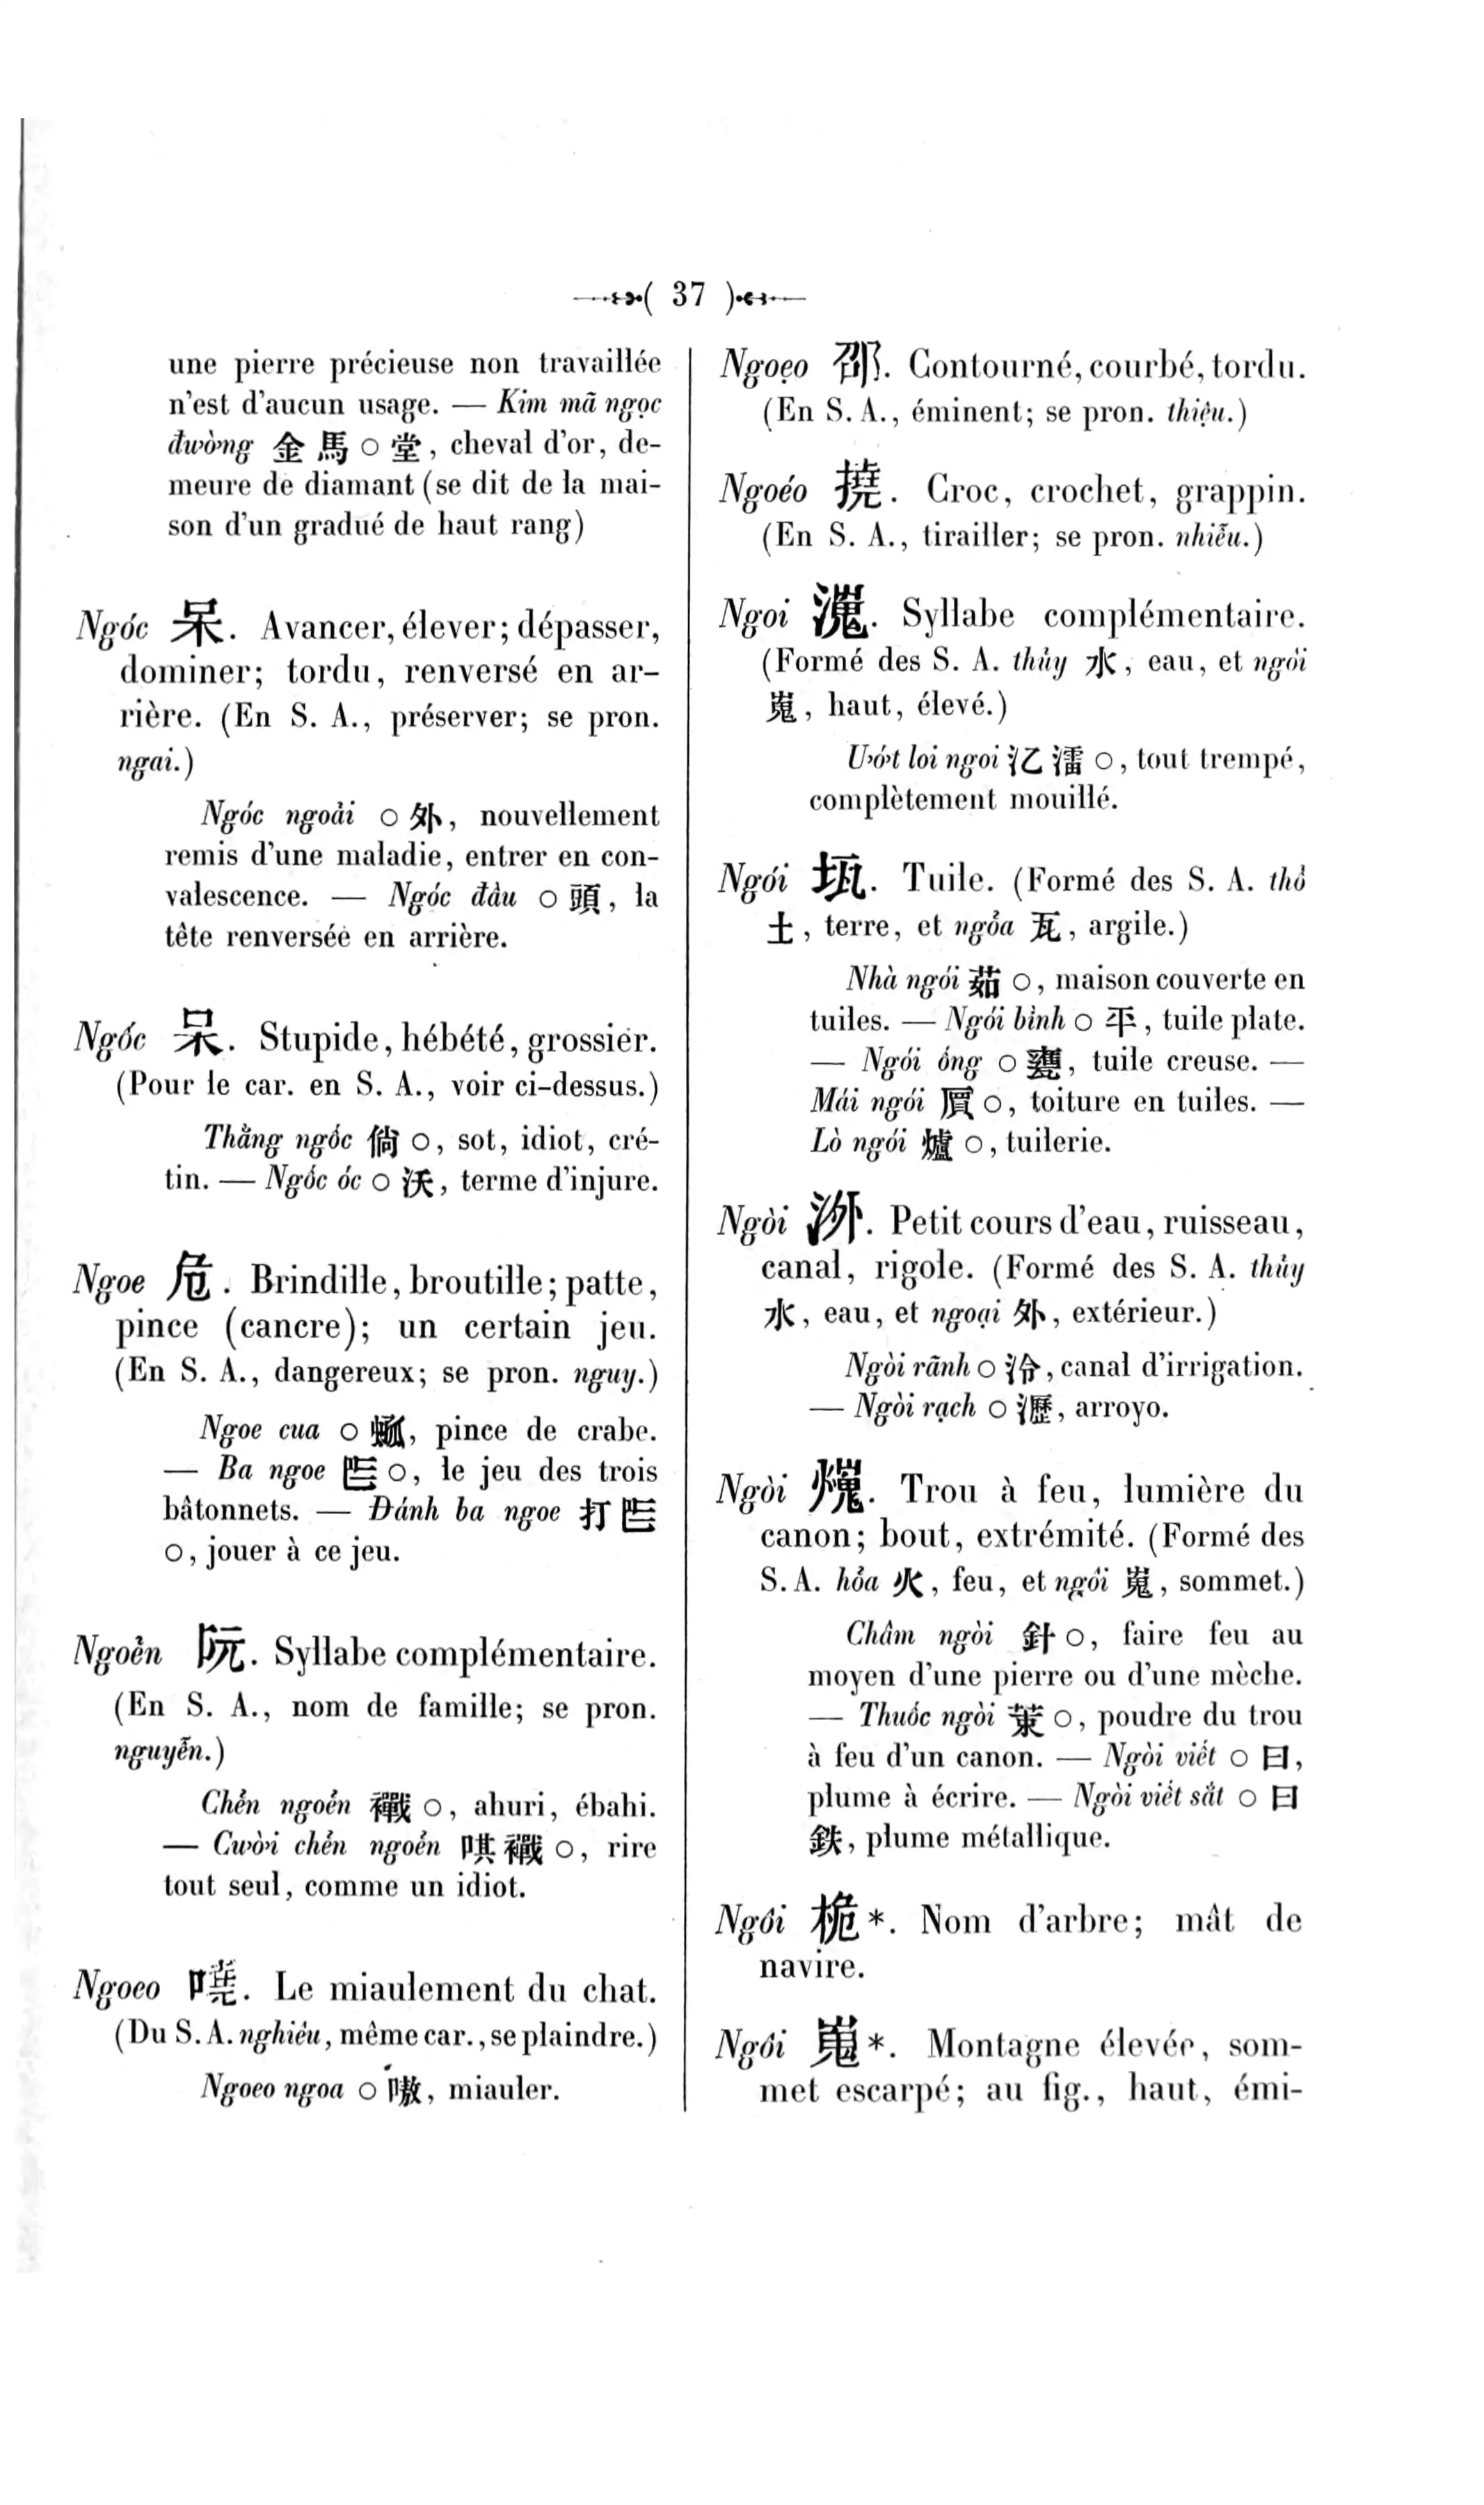 ( 37 )
une pierre précieuse non travaillée
n'est d'aucun usage. — Kim mã ngọc
đường 金 馬 ○ 堂, cheval d'or, de-
meure de diamant (se dit de la mai-
son d'un gradué de haut rang)
Ngóc 呆. Avancer, élever; dépasser,
dominer; tordu, renversé en ar-
rière. (En S. A., préserver; se pron.
ngai.)
Ngóc ngoải ○ 外, nouvellement
remis d'une maladie, entrer en con-
valescence. — Ngóc đầu ○ 頭, la
tête renversée en arrière.
Ngốc 呆. Stupide, hébété, grossier.
(Pour le car. en S. A., voir ci-dessus.)
Thằng ngốc 倘 ○, sot, idiot, cré-
tin. — Ngốc óc ○ 沃, terme d'injure.
Ngoe 危. Brindille, broutille; patte,
pince (cancre); un certain jeu.
(En S. A., dangereux; se pron. nguy.)
Ngoe cua ○, pince de crabe.
— Ba ngoe ○, le jeu des trois
bâtonnets. — Đánh ba ngoe 打
○, jouer à ce jeu.
Ngoẻn 阮. Syllabe complémentaire.
(En S. A., nom de famille; se pron.
nguyễn.)
Chẻn ngoẻn ○, ahuri, ébahi.
— Cười chẻn ngoẻn 唭 ○, rire
tout seul, comme un idiot.
Ngoeo 嘵. Le miaulement du chat.
(Du S. A. nghiêu, même car., se plaindre.)
Ngoeo ngoa ○ 嗷, miauler.
Ngoẹo 邵. Contourné, courbé, tordu.
(En S. A., éminent; se pron. thiệu.)
Ngoéo 撓. Croc, crochet, grappin.
(En S. A., tirailler; se pron. nhiễu.)
Ngoi. Syllabe complémentaire.
(Formé des S. A. thủy 水, eau, et ngôi
嵬, haut, élevé.)
Ướt loi ngoi 㲸 ○, tout trempé,
complètement mouillé.
Ngói 㼧. Tuile. (Formé des S. A. thổ
土, terre, et ngỏa 瓦, argile.)
Nhà ngói 茹 ○, maison couverte en
tuiles. — Ngói bình ○ 平, tuile plate.
— Ngói ống ○ 甕, tuile creuse. —
Mái ngói ○, toiture en tuiles. —
Lò ngói 爐 ○, tuilerie.
Ngòi. Petit cours d'eau, ruisseau,
canal, rigole. (Formé des S. A. thủy
水, eau, et ngoại 外, extérieur.)
Ngòi rãnh ○ 泠, canal d'irrigation.
— Ngòi rạch ○ 瀝, arroyo.
Ngòi. Trou à feu, lumière du
canon; bout, extrémité. (Formé des
S. A. hỏa 火, feu, et ngôi 嵬, sommet.)
Châm ngòi 針 ○, faire feu au
moyen d'une pierre ou d'une mèche.
— Thuốc ngòi ○, poudre du trou
à feu d'un canon. — Ngòi viết ○ 曰,
plume à écrire. — Ngòi viết sắt ○ 曰
鉄, plume métallique.
Ngôi 桅 *. Nom d'arbre; mât de
navire.
Ngôi 嵬 *. Montagne élevée, som-
met escarpé; au fig., haut, émi-